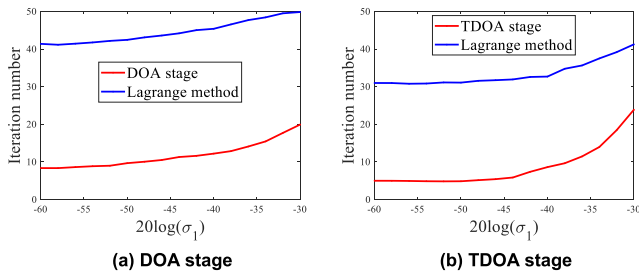 50
40
30
20
10
0
Iteration number
DOA stage
Lagrange method
-60 -55 -50 -45 -40 -35 -30
20log(σ₁)
(a) DOA stage
50
40
30
20
10
0
Iteration number
TDOA stage
Lagrange method
-60 -55 -50 -45 -40 -35 -30
20log(σ₁)
(b) TDOA stage